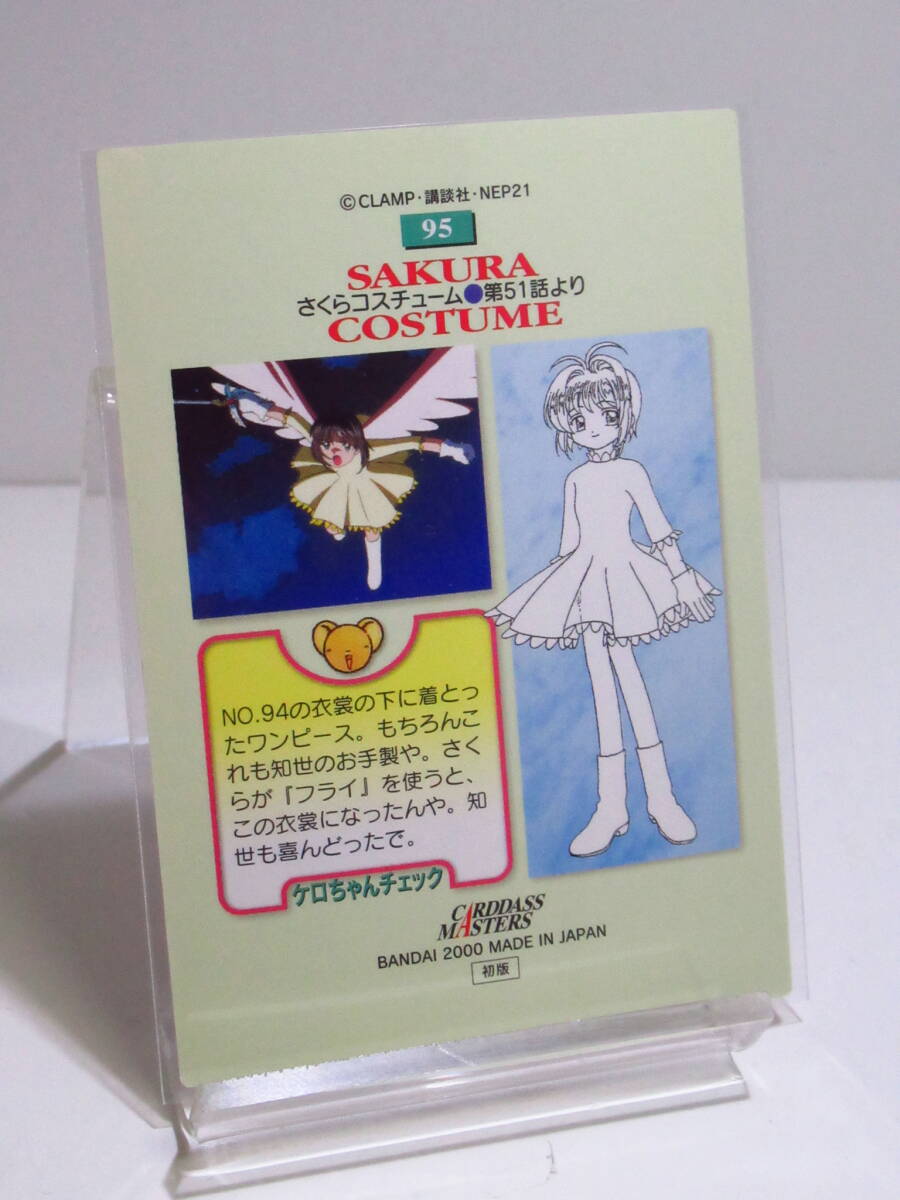 ©CLAMP・講談社・NEP21
95
SAKURA
さくらコスチューム●第51話より
COSTUME
NO.94の衣裳の下に着とっ
たワンピース。もちろんこ
れも知世のお手製や。さく
らが『フライ』を使うと、
この衣裳になったんや。知
世も喜んどったで。
ケロちゃんチェック
CARDDASS
MASTERS
BANDAI 2000 MADE IN JAPAN
初版